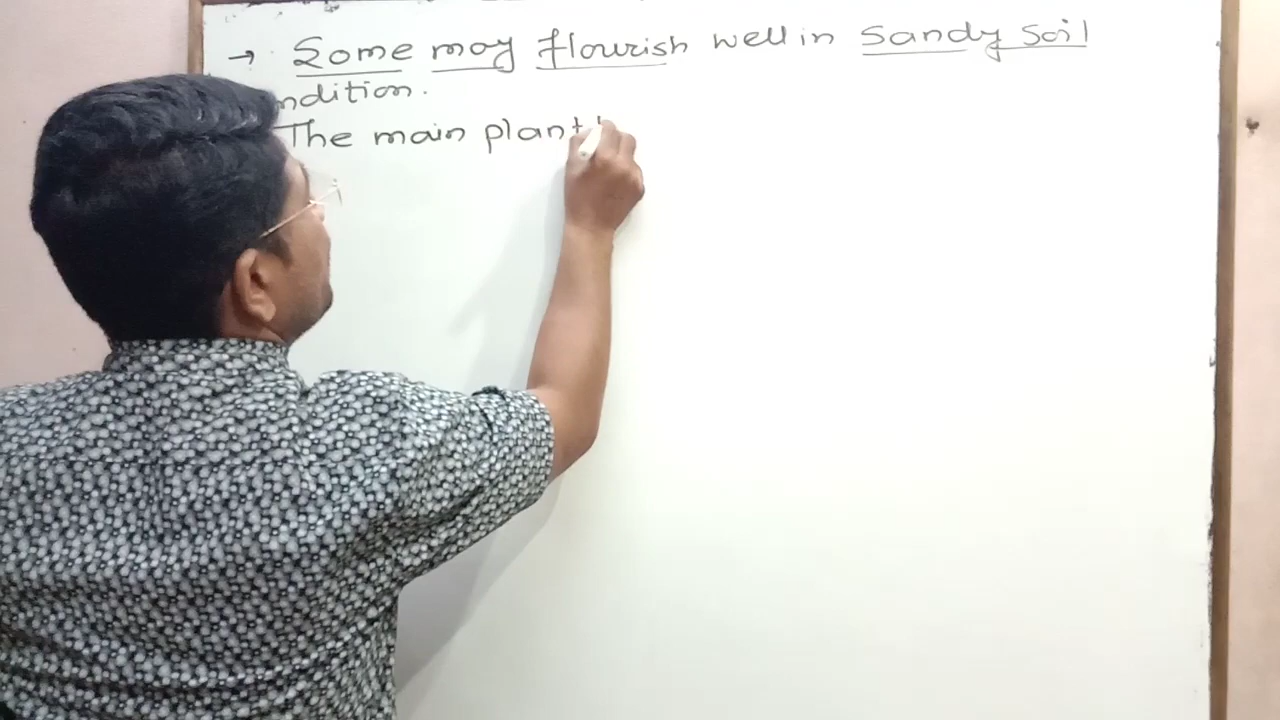 → Some may flourish well in Sandy Soil
ndition.
The main plant